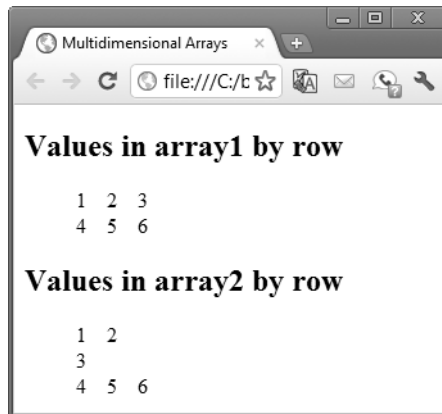 Multidimensional Arrays
file:///C:/b
Values in array1 by row
1 2 3
4 5 6
Values in array2 by row
1 2
3
4 5 6